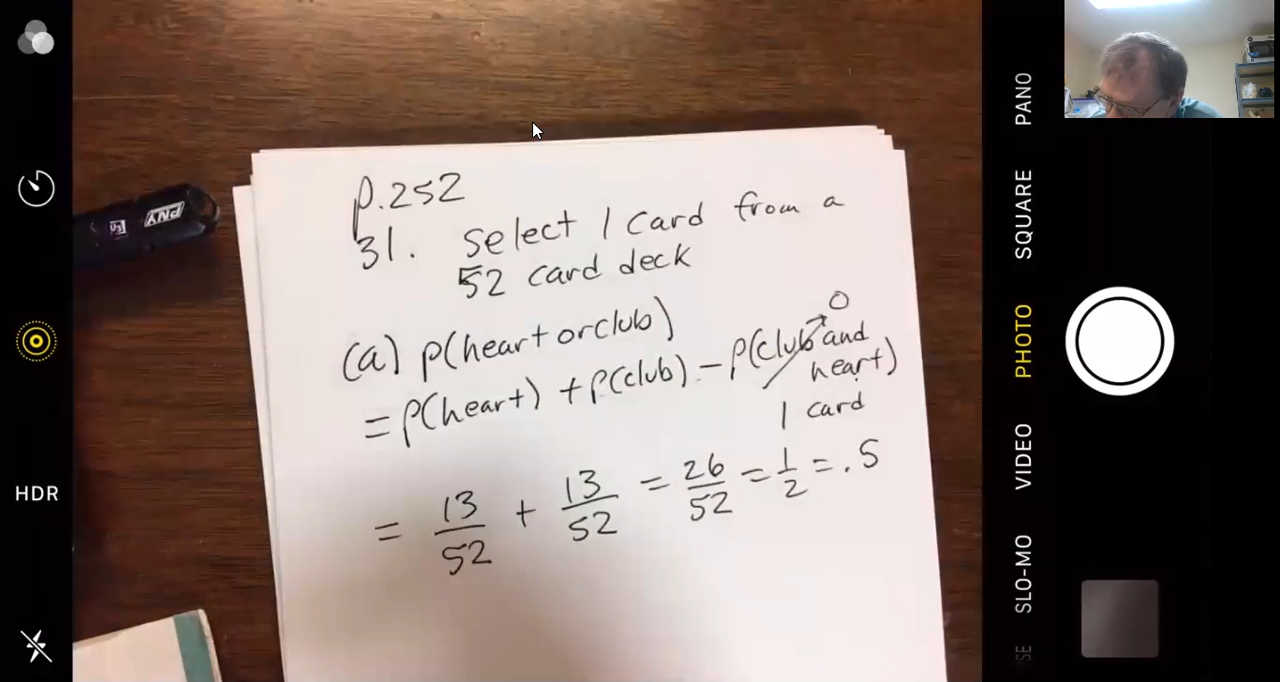 p.252
31. Select 1 card from a
52 card deck
(a) P(heart or club)
= P(heart) + P(club) - P(club and heart) → 0
1 card
= 13/52 + 13/52 = 26/52 = 1/2 = .5
PNY
HDR
PANO
SQUARE
PHOTO
VIDEO
SLO-MO
SE